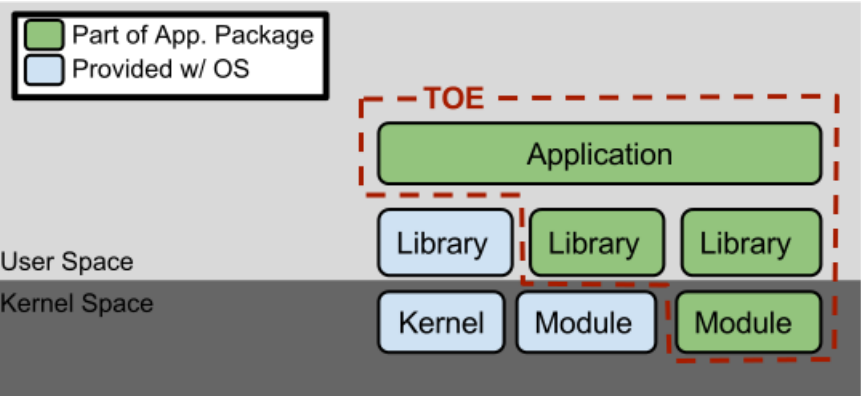 Part of App. Package
Provided w/ OS
TOE
Application
Library Library Library
User Space
Kernel Space
Kernel Module Module